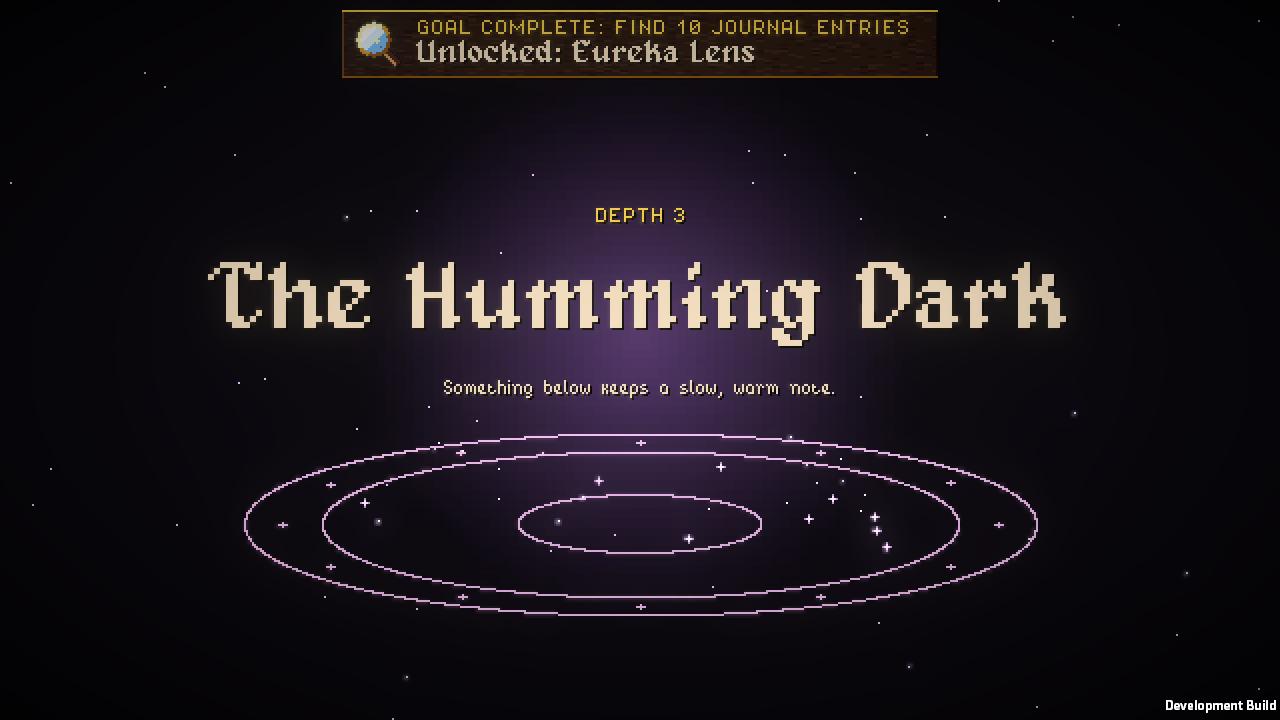 GOAL COMPLETE: FIND 10 JOURNAL ENTRIES
Unlocked: Eureka Lens
DEPTH 3
The Humming Dark
Something below keeps a slow, warm note.
Development Build